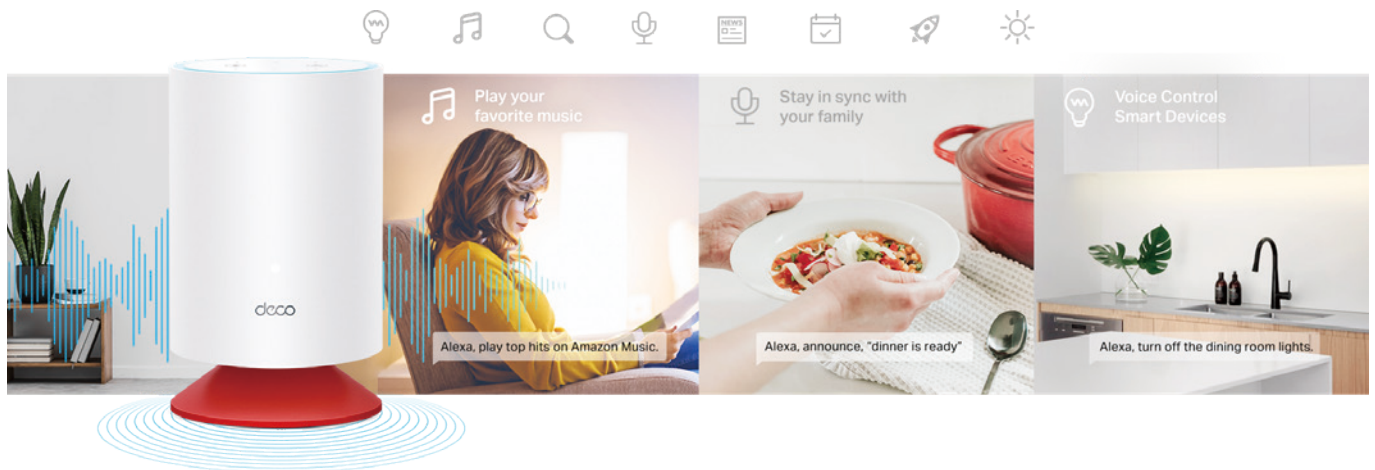 NEWS
Play your
favorite music
Stay in sync with
your family
Voice Control
Smart Devices
deco
Alexa, play top hits on Amazon Music.
Alexa, announce, "dinner is ready"
Alexa, turn off the dining room lights.